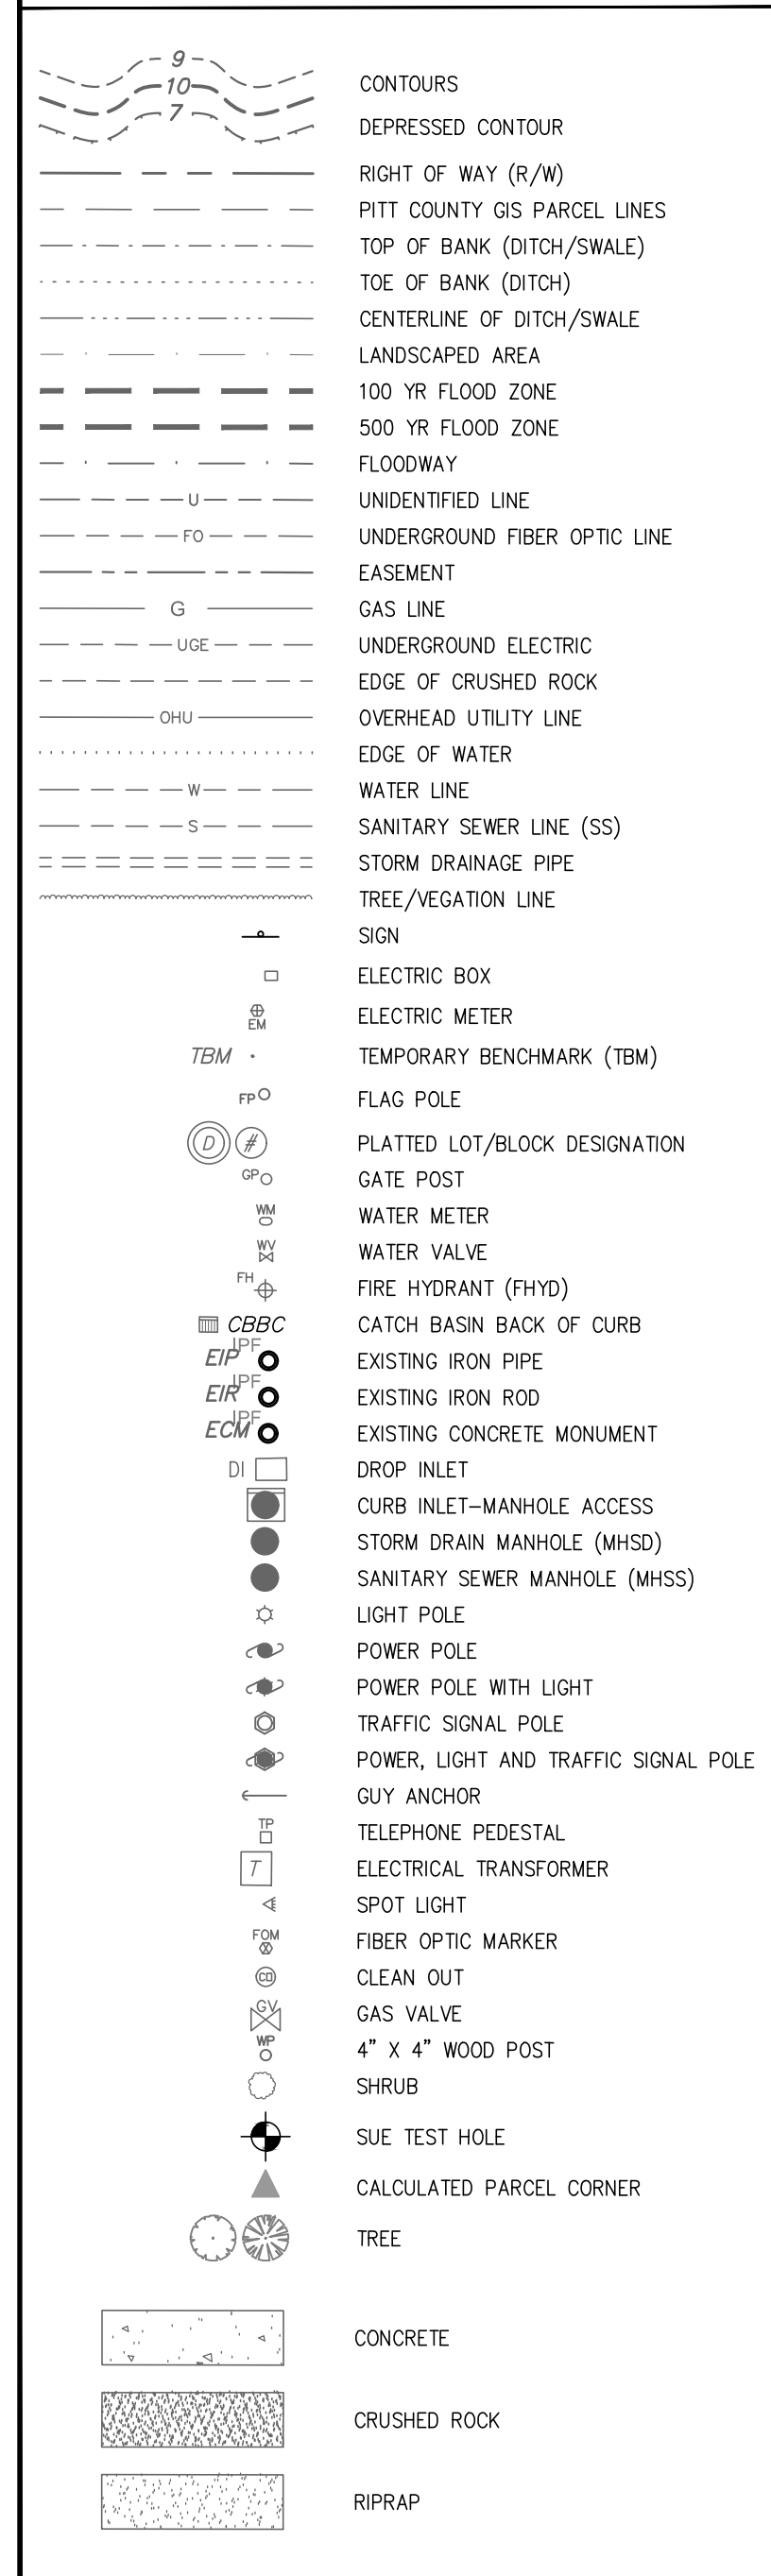 9
10
7
CONTOURS
DEPRESSED CONTOUR
RIGHT OF WAY (R/W)
PITT COUNTY GIS PARCEL LINES
TOP OF BANK (DITCH/SWALE)
TOE OF BANK (DITCH)
CENTERLINE OF DITCH/SWALE
LANDSCAPED AREA
100 YR FLOOD ZONE
500 YR FLOOD ZONE
FLOODWAY
U UNIDENTIFIED LINE
FO UNDERGROUND FIBER OPTIC LINE
EASEMENT
G GAS LINE
UGE UNDERGROUND ELECTRIC
EDGE OF CRUSHED ROCK
OHU OVERHEAD UTILITY LINE
EDGE OF WATER
W WATER LINE
S SANITARY SEWER LINE (SS)
STORM DRAINAGE PIPE
TREE/VEGATION LINE
SIGN
ELECTRIC BOX
EM ELECTRIC METER
TBM TEMPORARY BENCHMARK (TBM)
FP FLAG POLE
D # PLATTED LOT/BLOCK DESIGNATION
GP GATE POST
WM WATER METER
WV WATER VALVE
FH FIRE HYDRANT (FHYD)
CBBC CATCH BASIN BACK OF CURB
EIP IPF EXISTING IRON PIPE
EIR IPF EXISTING IRON ROD
ECM IPF EXISTING CONCRETE MONUMENT
DI DROP INLET
CURB INLET-MANHOLE ACCESS
STORM DRAIN MANHOLE (MHSD)
SANITARY SEWER MANHOLE (MHSS)
LIGHT POLE
POWER POLE
POWER POLE WITH LIGHT
TRAFFIC SIGNAL POLE
POWER, LIGHT AND TRAFFIC SIGNAL POLE
GUY ANCHOR
TP TELEPHONE PEDESTAL
T ELECTRICAL TRANSFORMER
SPOT LIGHT
FOM FIBER OPTIC MARKER
CO CLEAN OUT
GV GAS VALVE
WP 4" X 4" WOOD POST
SHRUB
SUE TEST HOLE
CALCULATED PARCEL CORNER
TREE
CONCRETE
CRUSHED ROCK
RIPRAP